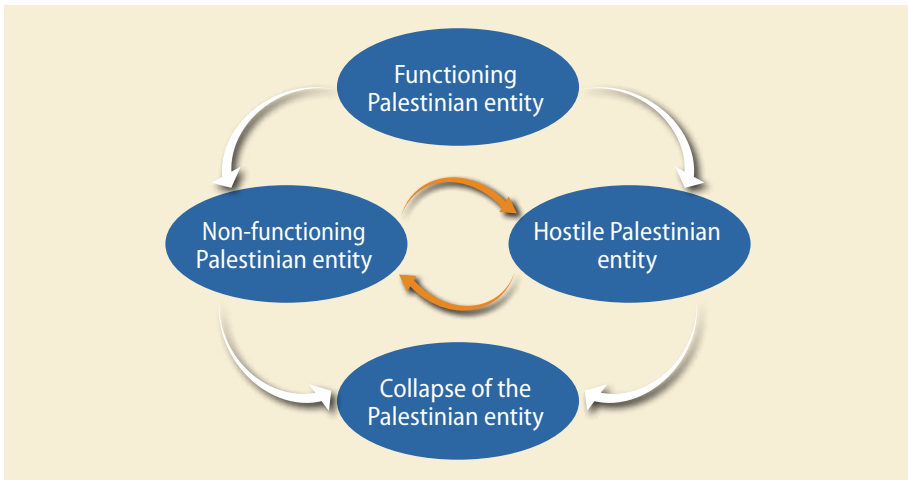 Functioning
Palestinian entity
Non-functioning
Palestinian entity
Hostile Palestinian
entity
Collapse of the
Palestinian entity